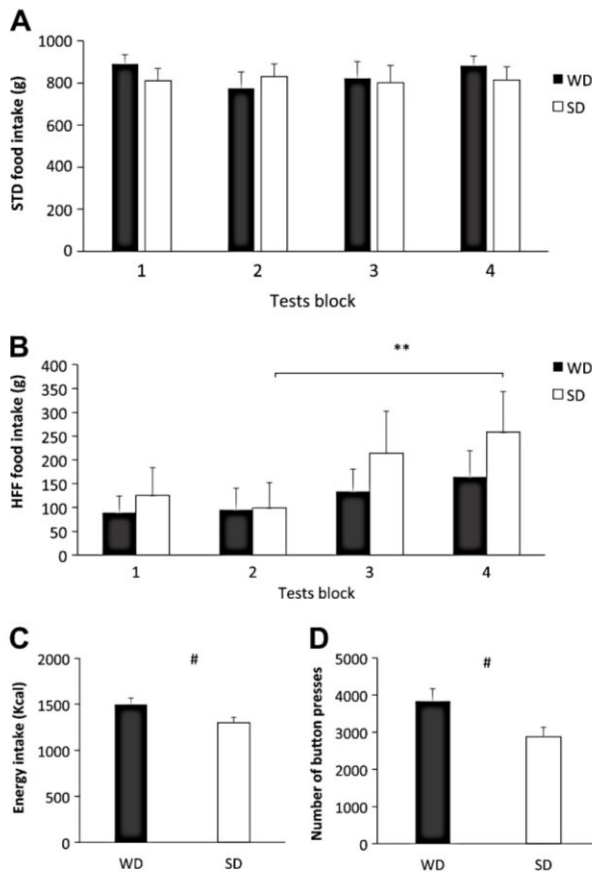 A
STD food intake (g)
1000
800
600
400
200
0
1 2 3 4
Tests block
WD
SD
B
HFF food intake (g)
400
350
300
250
200
150
100
50
0
**
1 2 3 4
Tests block
WD
SD
C
Energy intake (Kcal)
2000
1500
1000
500
0
#
WD SD
D
Number of button presses
5000
4000
3000
2000
1000
0
#
WD SD